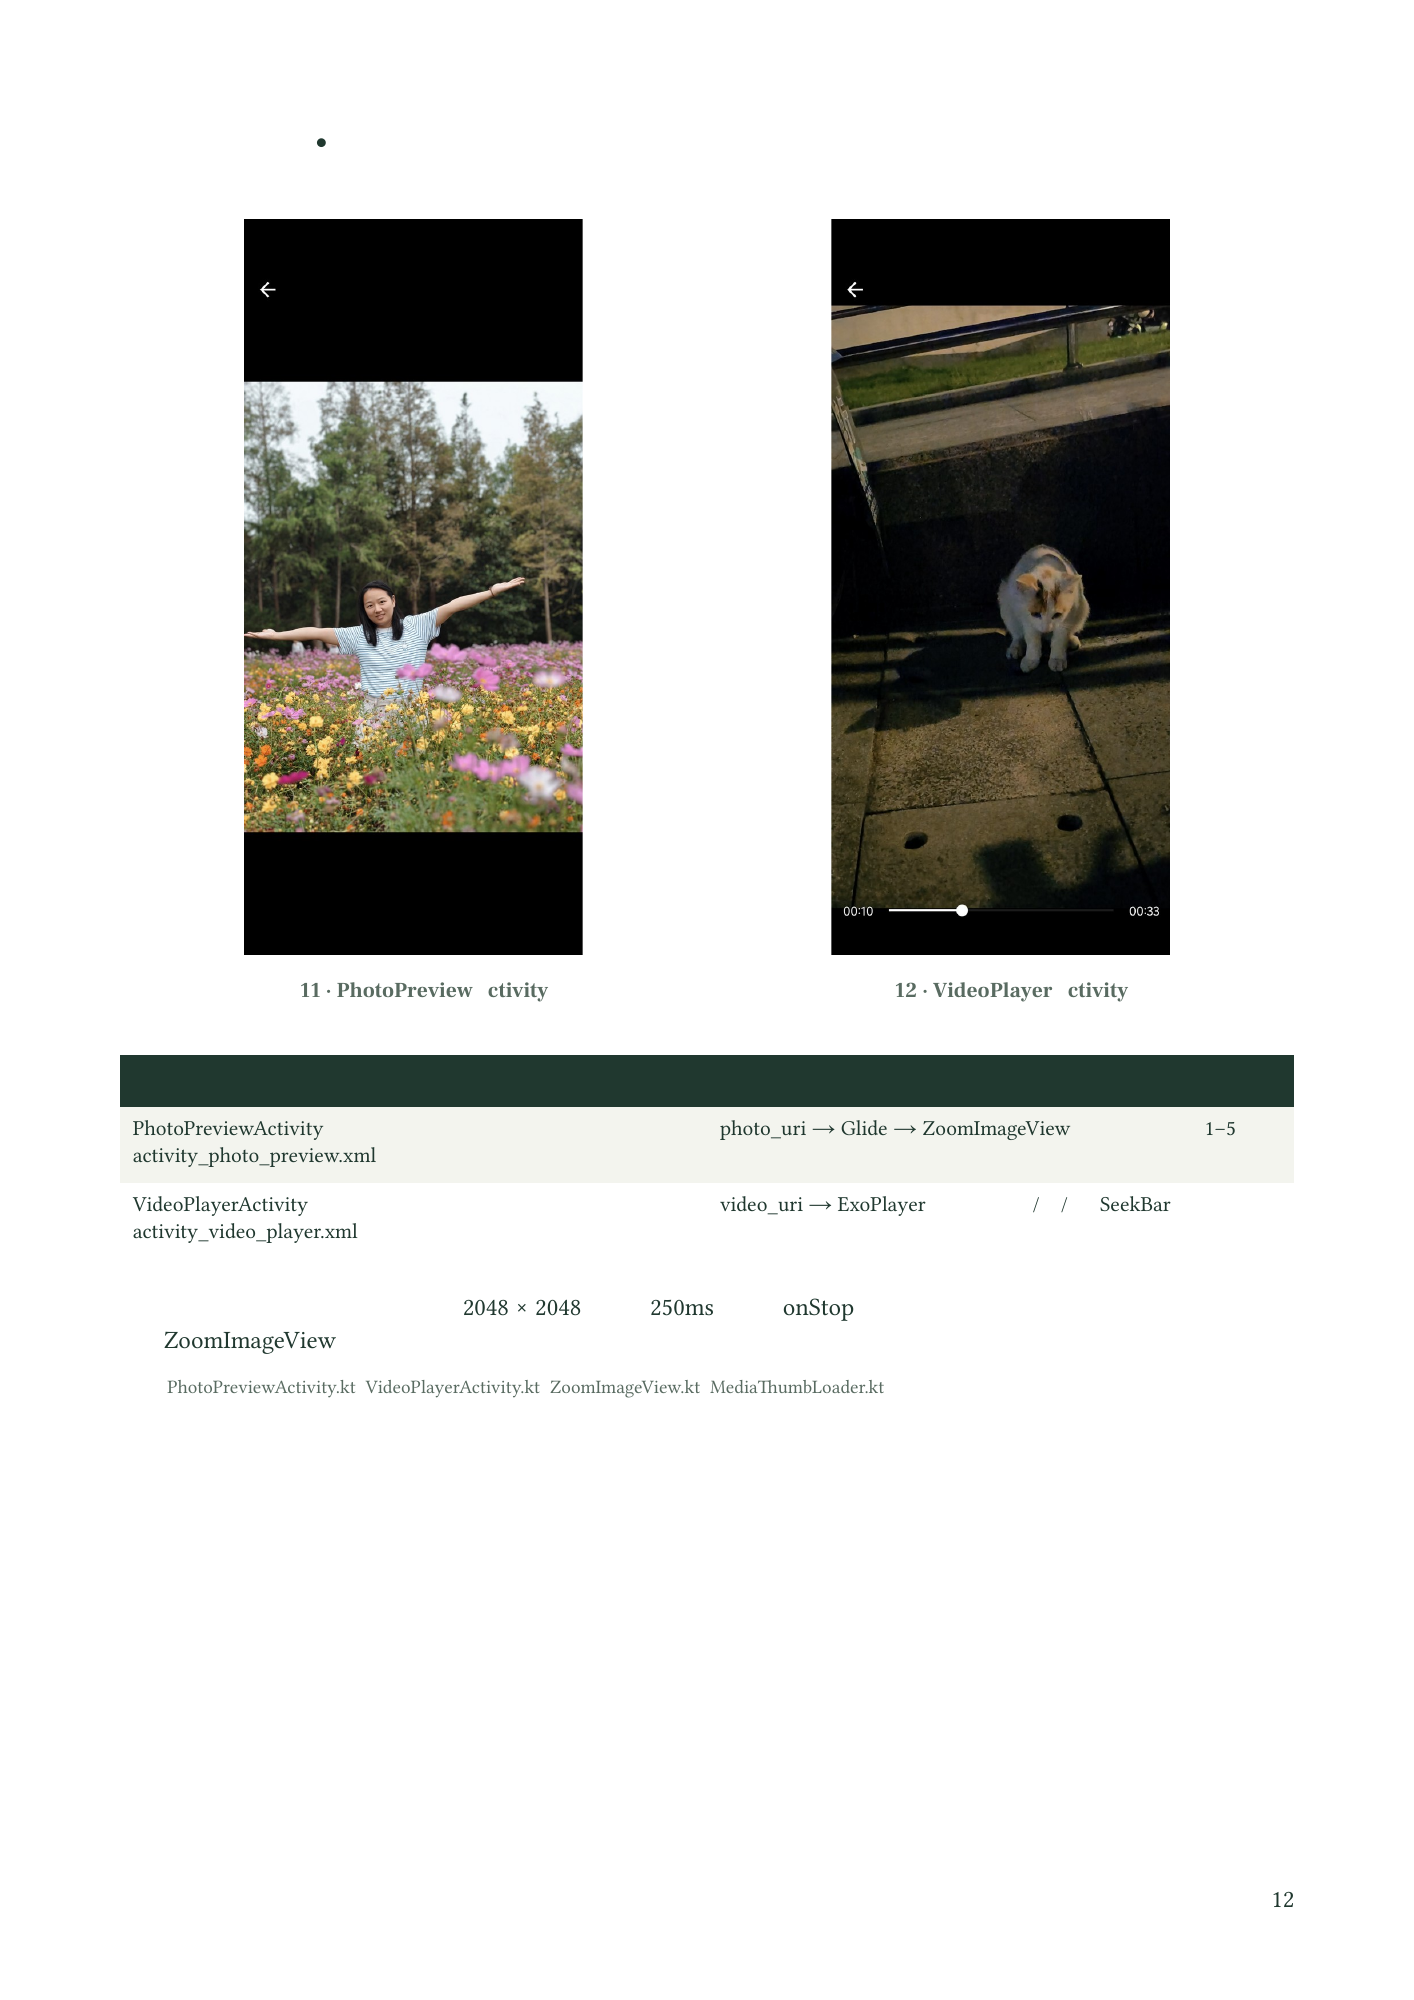 •
00:10
00:33
11 · PhotoPreview ctivity
12 · VideoPlayer ctivity
PhotoPreviewActivity photo_uri → Glide → ZoomImageView 1–5
activity_photo_preview.xml
VideoPlayerActivity video_uri → ExoPlayer / / SeekBar
activity_video_player.xml
2048 × 2048 250ms onStop
ZoomImageView
PhotoPreviewActivity.kt VideoPlayerActivity.kt ZoomImageView.kt MediaThumbLoader.kt
12